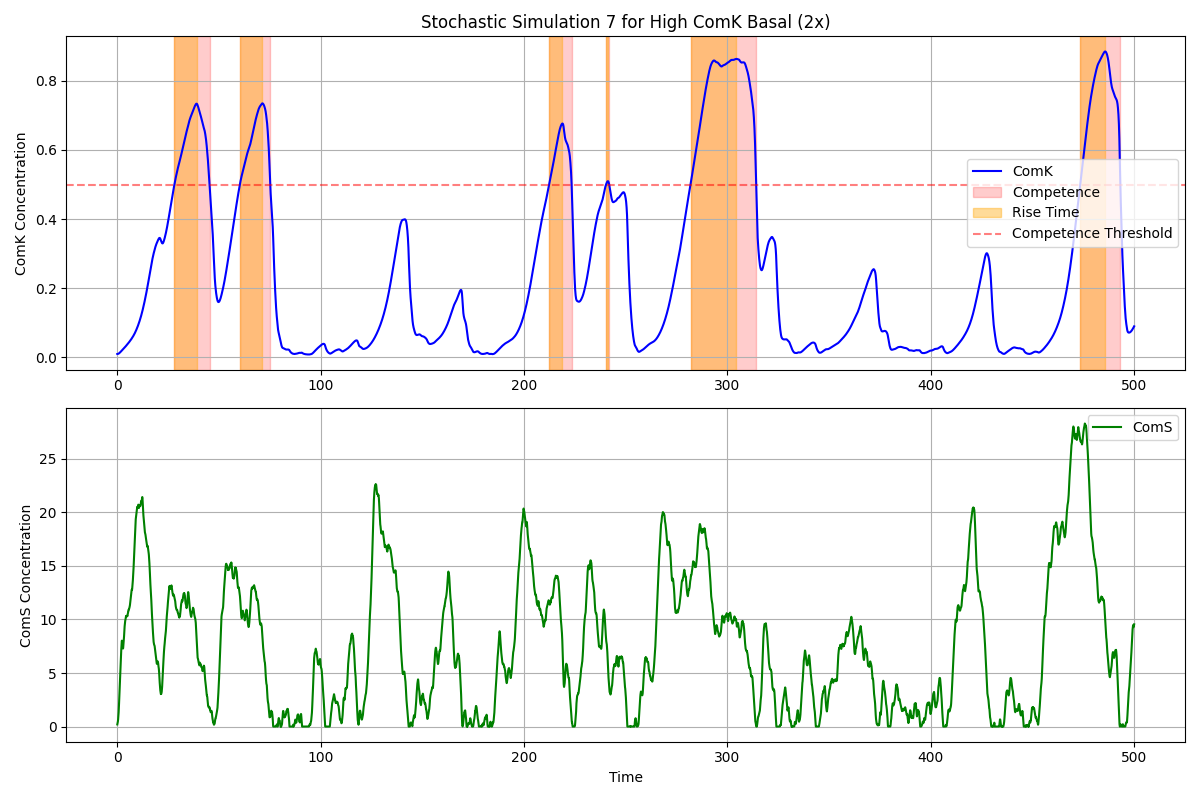 Stochastic Simulation 7 for High ComK Basal (2x)
ComK Concentration
0.8
0.6
0.4
0.2
0.0
ComK
Competence
Rise Time
Competence Threshold
0 100 200 300 400 500
ComS Concentration
25
20
15
10
5
0
ComS
0 100 200 300 400 500
Time